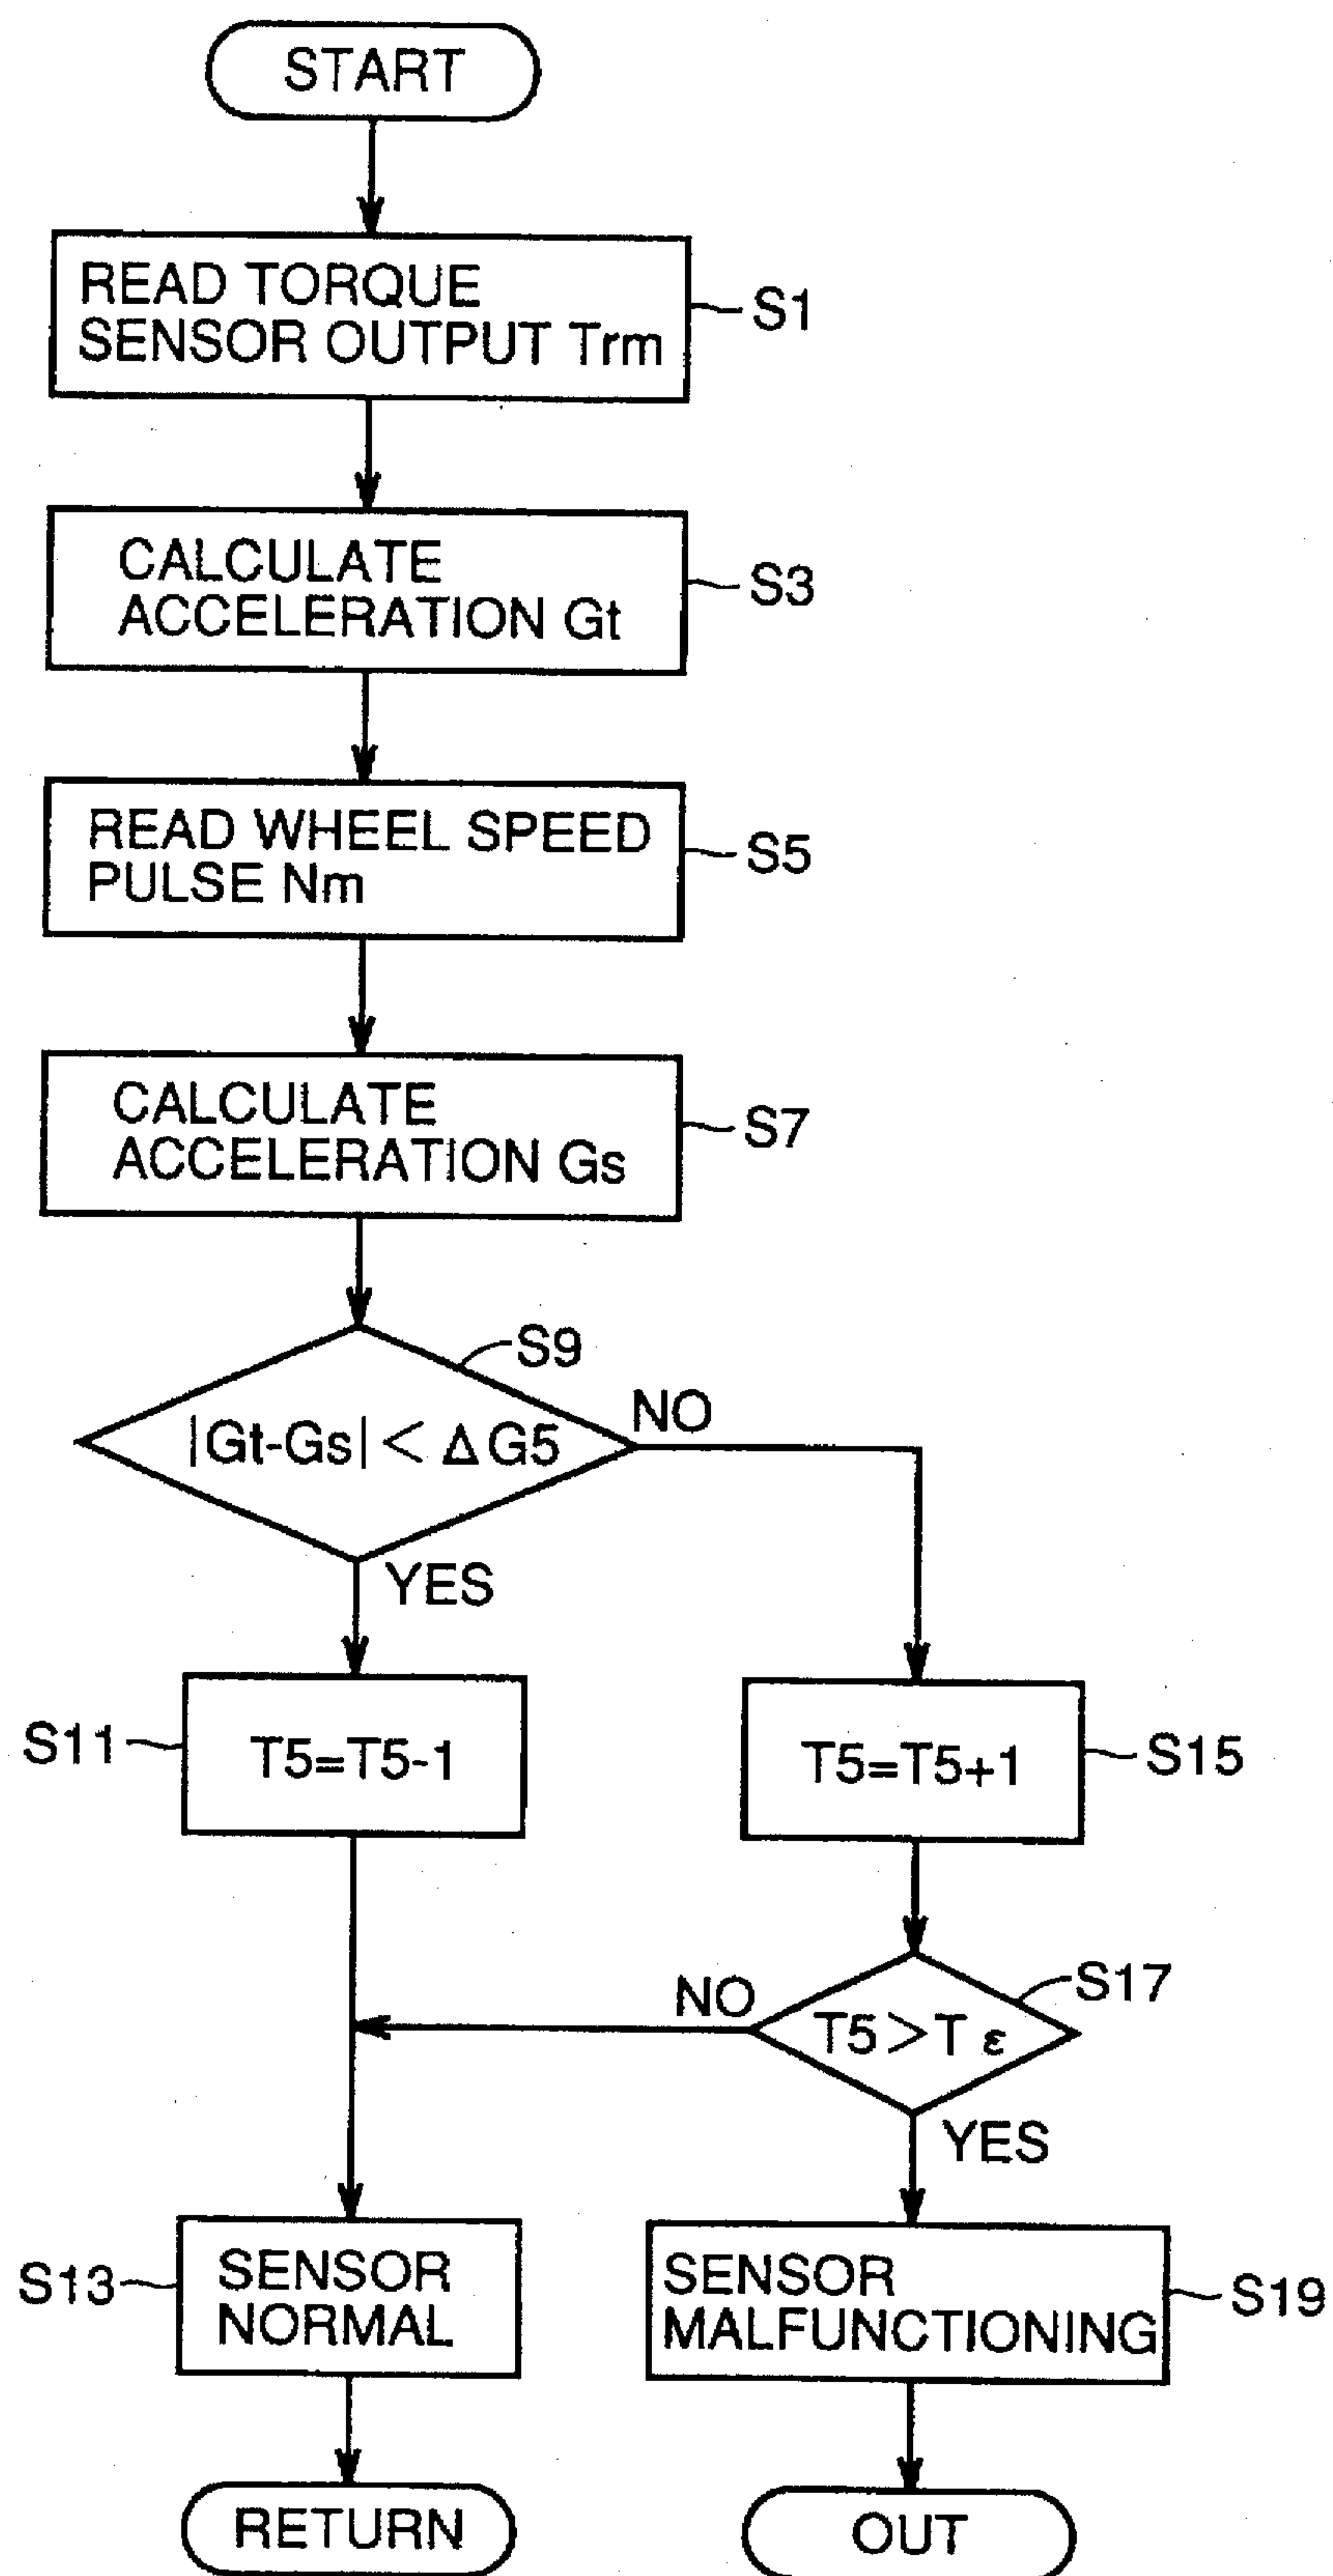 START
READ TORQUE
SENSOR OUTPUT Trm
S1
CALCULATE
ACCELERATION Gt
S3
READ WHEEL SPEED
PULSE Nm
S5
CALCULATE
ACCELERATION Gs
S7
S9
|Gt-Gs| < ΔG5
NO
YES
S11
T5=T5-1
T5=T5+1
S15
S17
NO
T5>T ε
YES
S13
SENSOR
NORMAL
SENSOR
MALFUNCTIONING
S19
RETURN
OUT